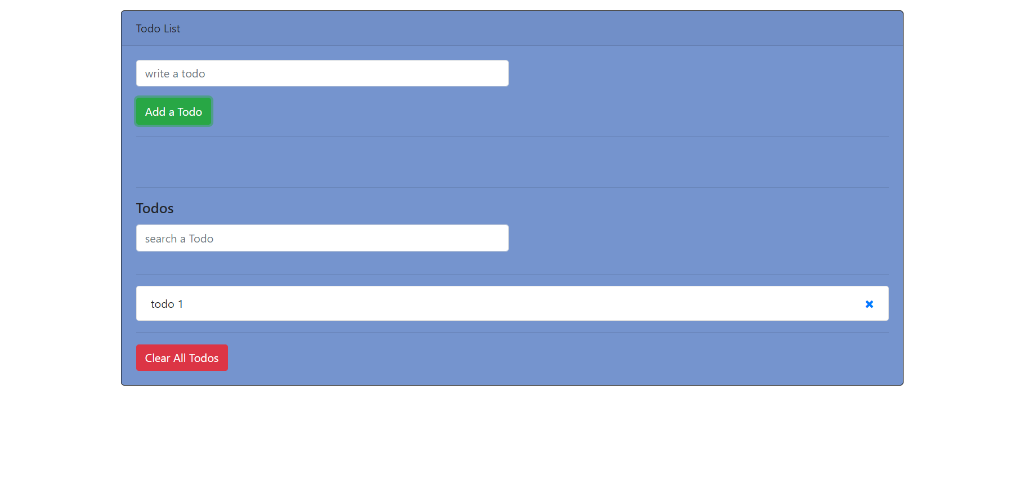 Todo List
write a todo
Add a Todo
Todos
search a Todo
todo 1
Clear All Todos